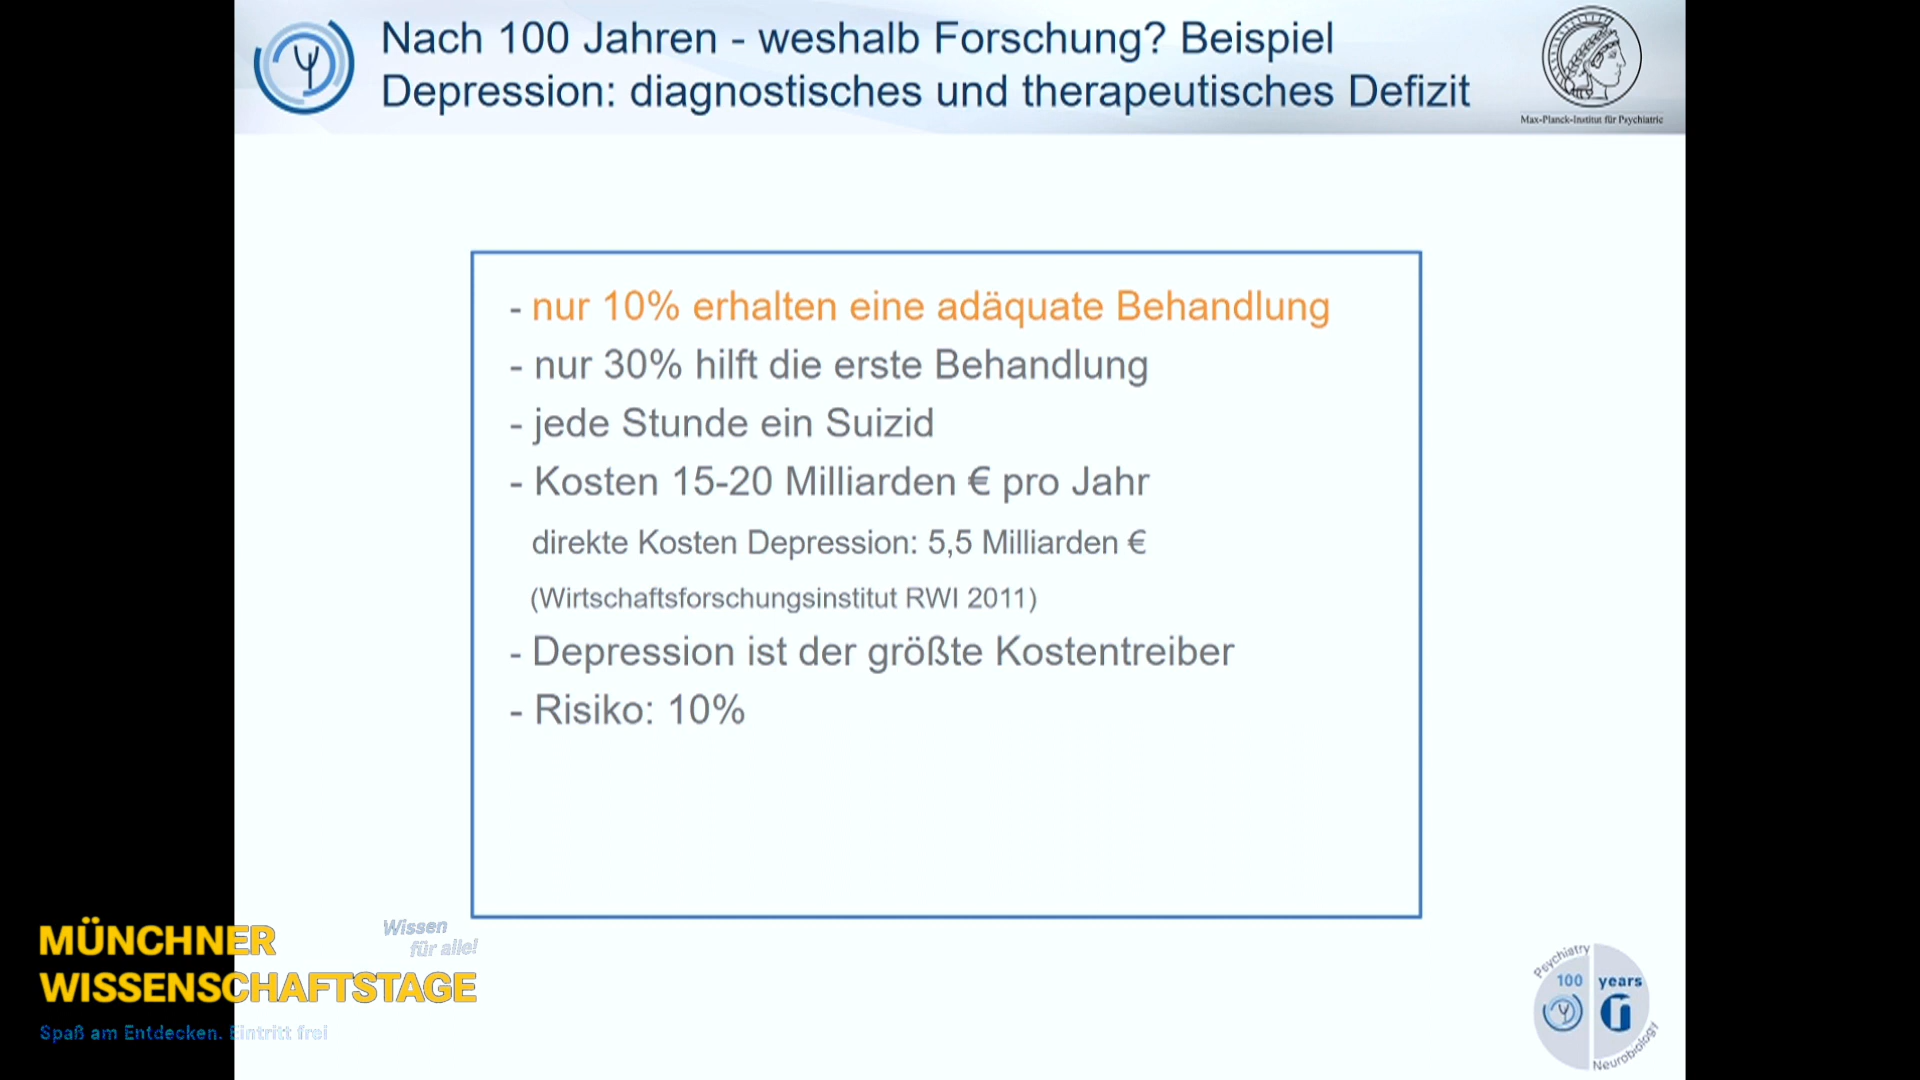 Nach 100 Jahren - weshalb Forschung? Beispiel
Depression: diagnostisches und therapeutisches Defizit
Max-Planck-Institut für Psychiatrie
- nur 10% erhalten eine adäquate Behandlung
- nur 30% hilft die erste Behandlung
- jede Stunde ein Suizid
- Kosten 15-20 Milliarden € pro Jahr
direkte Kosten Depression: 5,5 Milliarden €
(Wirtschaftsforschungsinstitut RWI 2011)
- Depression ist der größte Kostentreiber
- Risiko: 10%
MÜNCHNER
WISSENSCHAFTSTAGE
Wissen
für alle!
Spaß am Entdecken. Eintritt frei
Psychiatry
100 years
Neurobiology